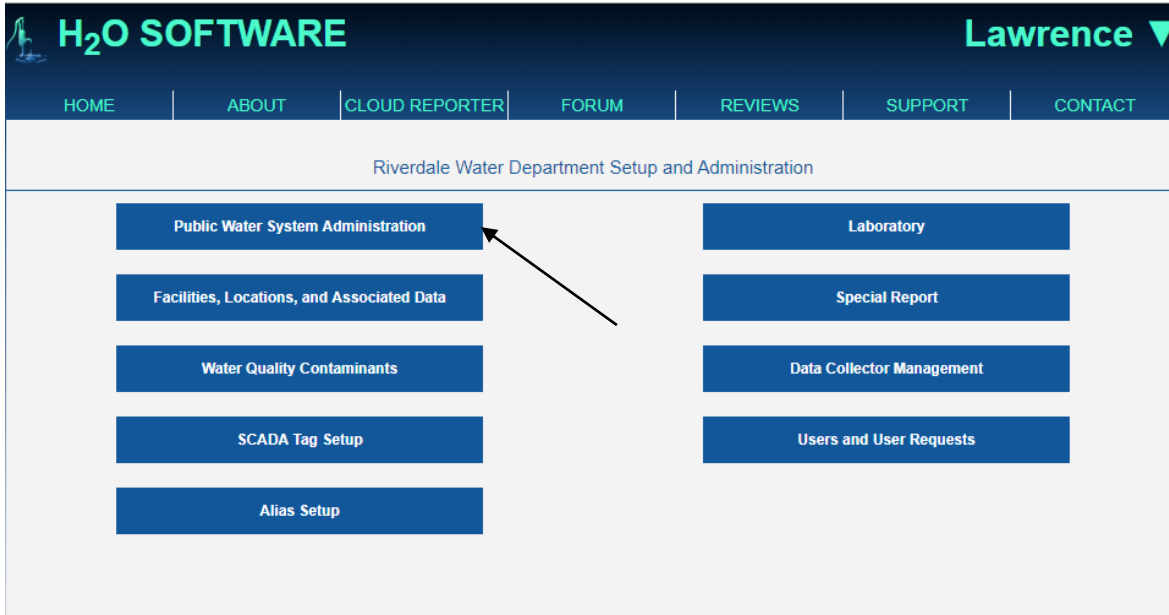 H₂O SOFTWARE
Lawrence ▼
HOME ABOUT CLOUD REPORTER FORUM REVIEWS SUPPORT CONTACT
Riverdale Water Department Setup and Administration
Public Water System Administration
Laboratory
Facilities, Locations, and Associated Data
Special Report
Water Quality Contaminants
Data Collector Management
SCADA Tag Setup
Users and User Requests
Alias Setup